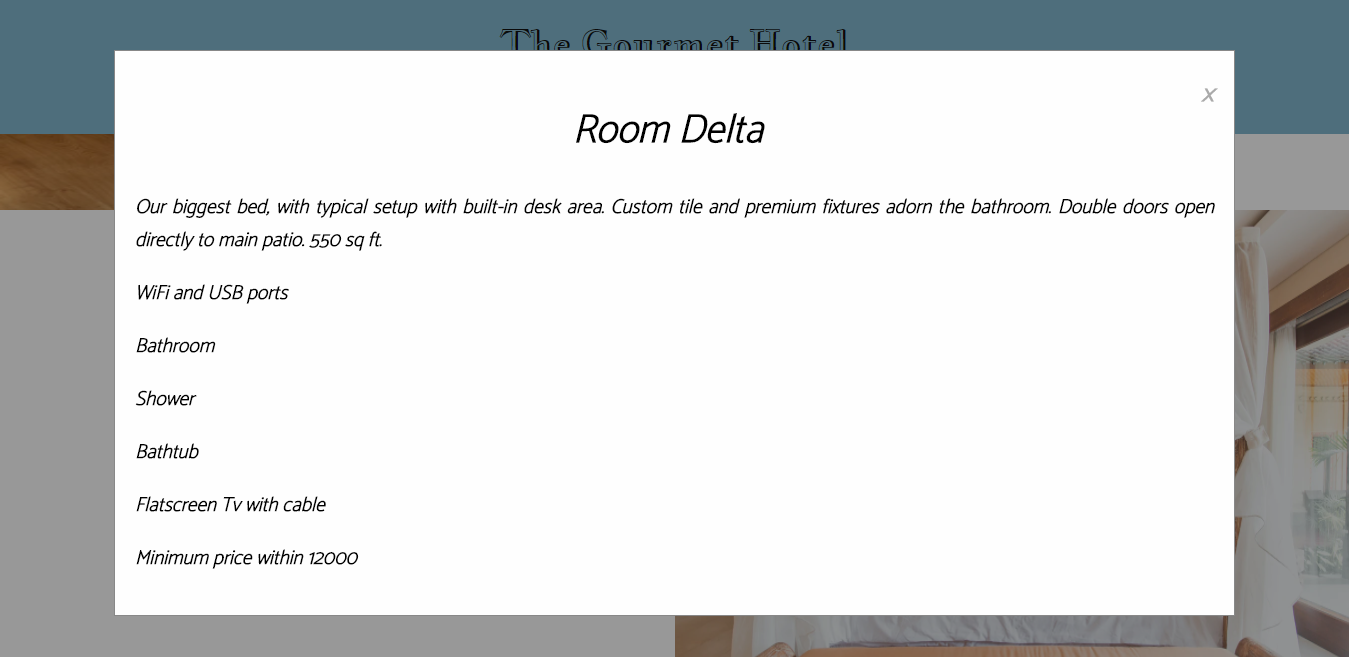 The Gourmet Hotel
x
Room Delta
Our biggest bed, with typical setup with built-in desk area. Custom tile and premium fixtures adorn the bathroom. Double doors open
directly to main patio. 550 sq ft.
WiFi and USB ports
Bathroom
Shower
Bathtub
Flatscreen Tv with cable
Minimum price within 12000